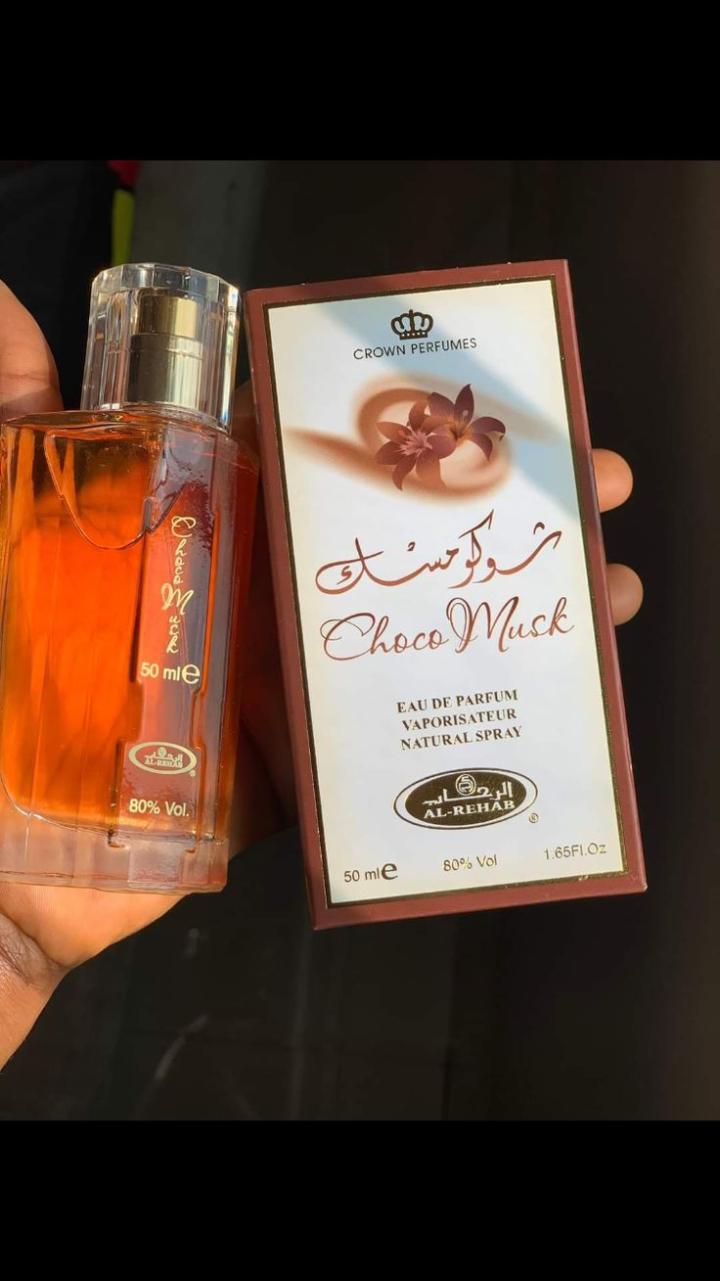 Choco Musk
50 ml e
الرحاب
AL-REHAB
®
80% Vol.
CROWN PERFUMES
شوكو مسك
Choco Musk
EAU DE PARFUM
VAPORISATEUR
NATURAL SPRAY
الرحاب
AL-REHAB
®
50 ml e 80% Vol 1.65Fl.Oz